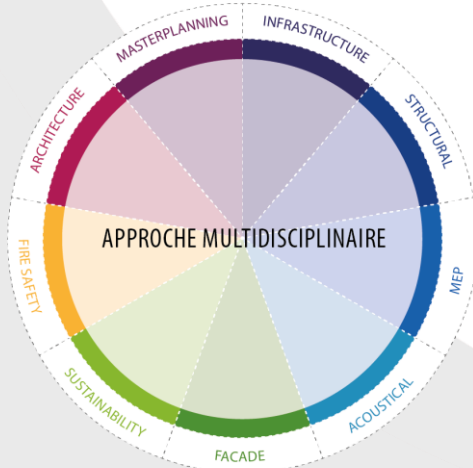 MASTERPLANNING
INFRASTRUCTURE
STRUCTURAL
MEP
ACOUSTICAL
FACADE
SUSTAINABILITY
FIRE SAFETY
ARCHITECTURE
APPROCHE MULTIDISCIPLINAIRE